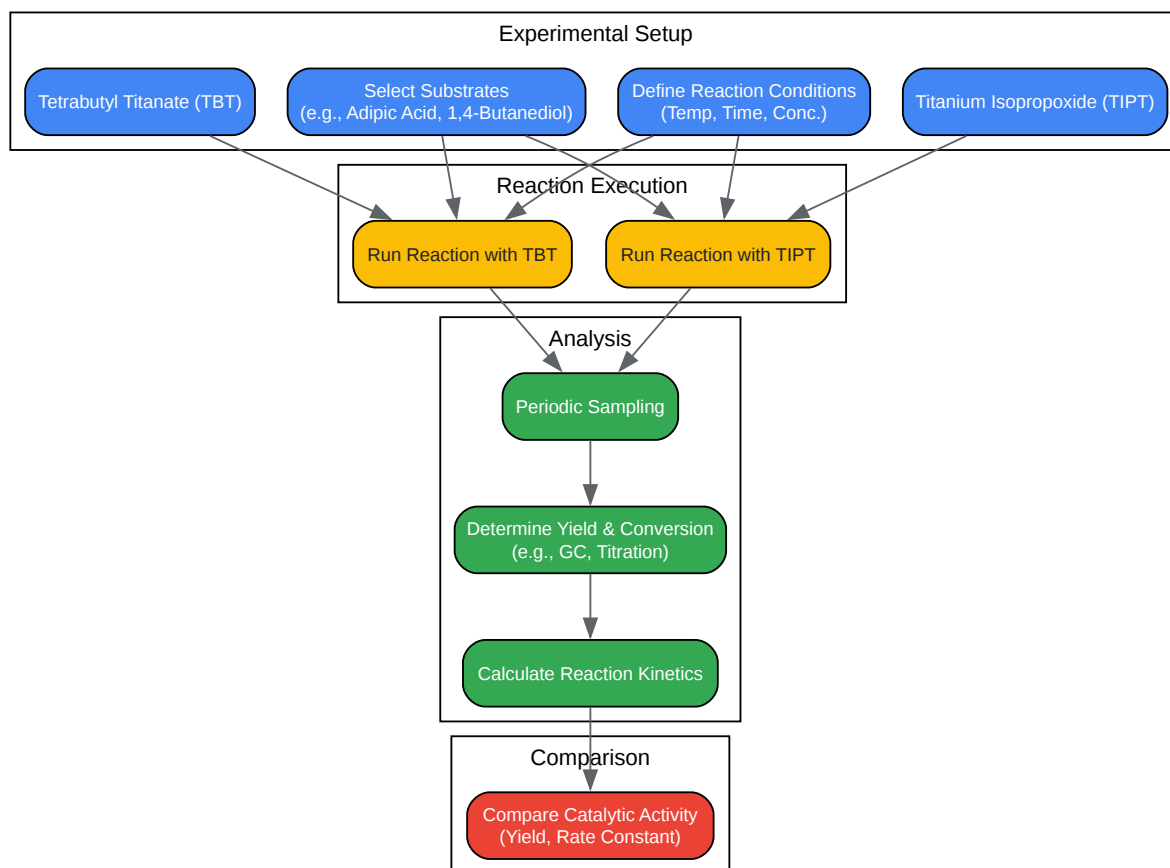 Experimental Setup
Tetrabutyl Titanate (TBT)
Select Substrates
(e.g., Adipic Acid, 1,4-Butanediol)
Define Reaction Conditions
(Temp, Time, Conc.)
Titanium Isopropoxide (TIPT)
Reaction Execution
Run Reaction with TBT
Run Reaction with TIPT
Analysis
Periodic Sampling
Determine Yield & Conversion
(e.g., GC, Titration)
Calculate Reaction Kinetics
Comparison
Compare Catalytic Activity
(Yield, Rate Constant)